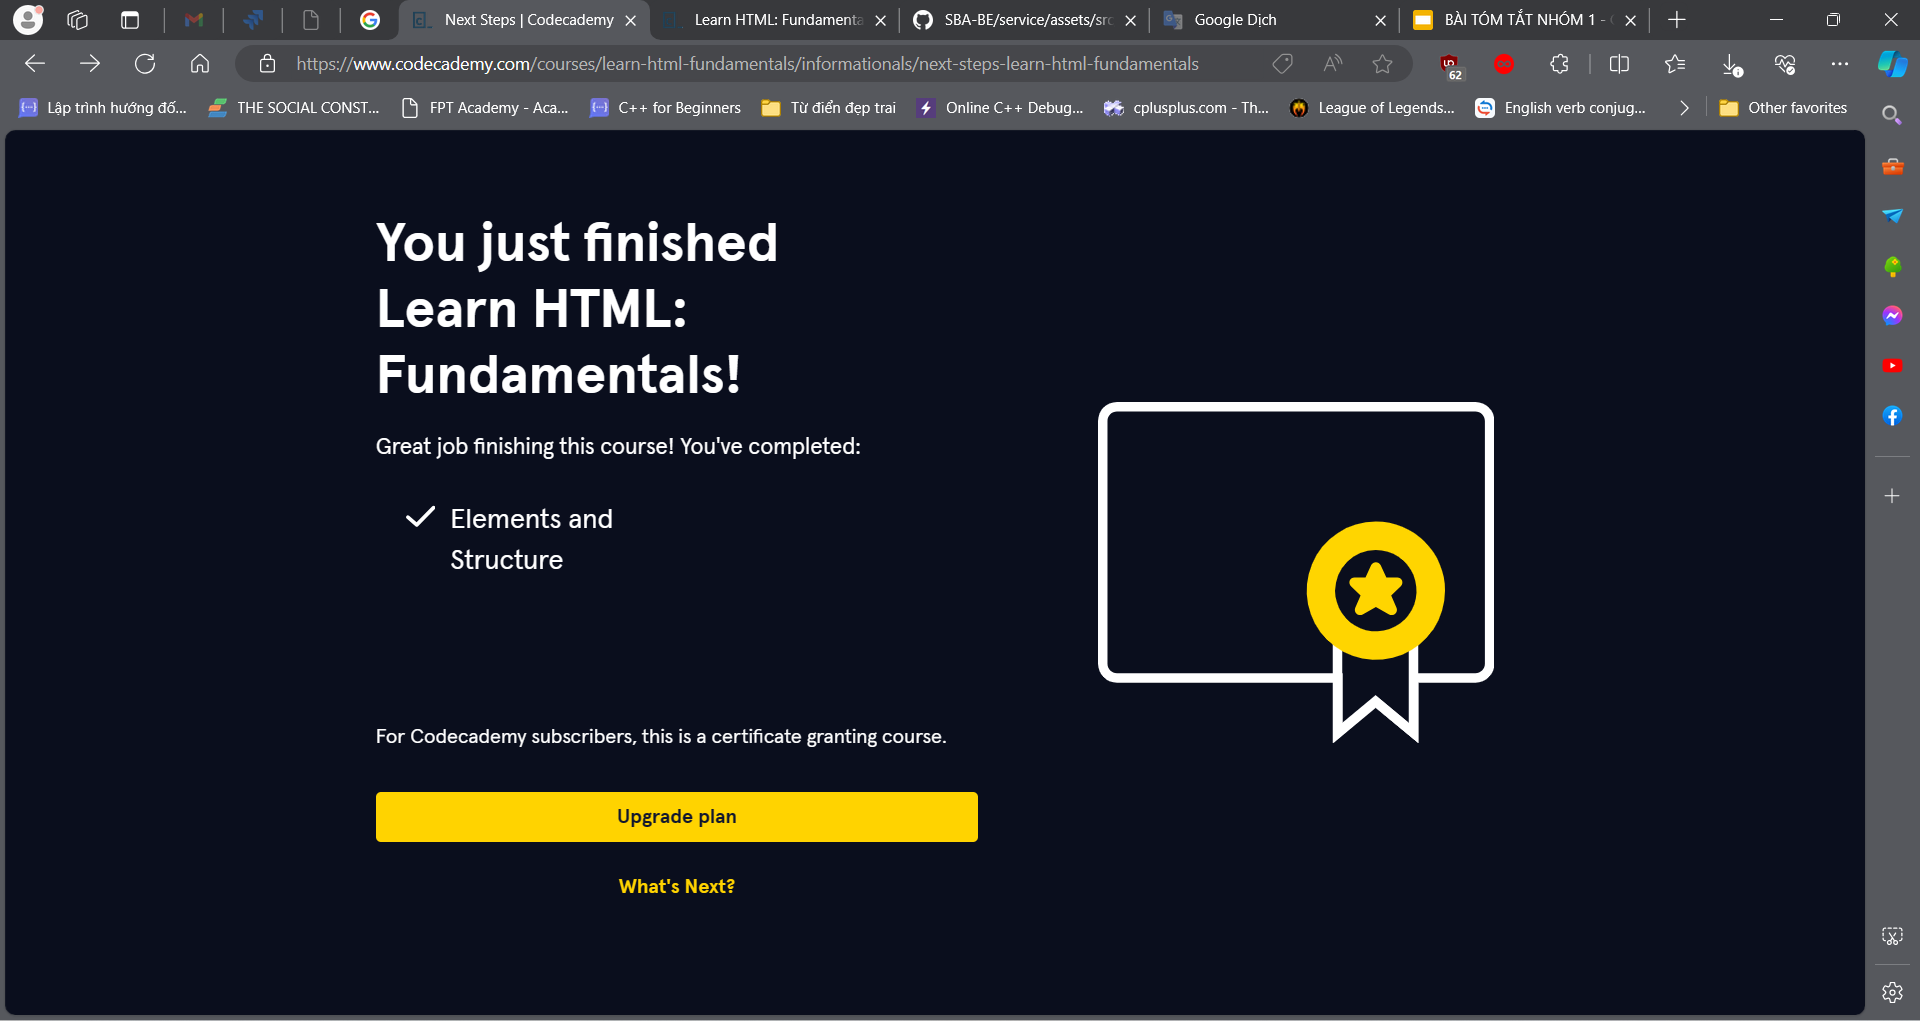 Next Steps | Codecademy
Learn HTML: Fundamenta
SBA-BE/service/assets/src
Google Dịch
BÀI TÓM TẮT NHÓM 1 -
https://www.codecademy.com/courses/learn-html-fundamentals/informationals/next-steps-learn-html-fundamentals
62
Lập trình hướng đố...
THE SOCIAL CONST...
FPT Academy - Aca...
C++ for Beginners
Từ điển đẹp trai
Online C++ Debug...
cplusplus.com - Th...
League of Legends...
English verb conjug...
Other favorites
You just finished
Learn HTML:
Fundamentals!
Great job finishing this course! You've completed:
Elements and
Structure
For Codecademy subscribers, this is a certificate granting course.
Upgrade plan
What's Next?